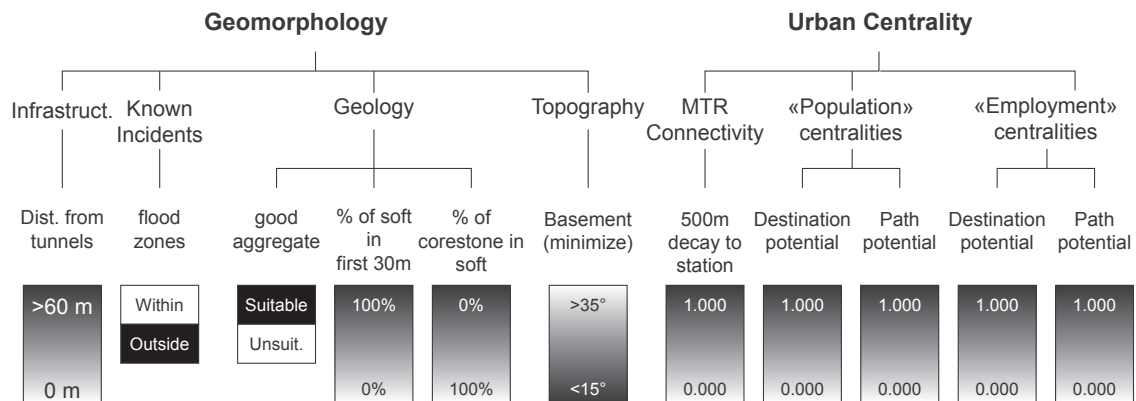 Geomorphology
Urban Centrality
Infrastruct.
Known
Incidents
Geology
Topography
MTR
Connectivity
«Population»
centralities
«Employment»
centralities
Dist. from
tunnels
flood
zones
good
aggregate
% of soft
in
first 30m
% of
corestone in
soft
Basement
(minimize)
500m
decay to
station
Destination
potential
Path
potential
Destination
potential
Path
potential
>60 m
0 m
Within
Outside
Suitable
Unsuit.
100%
0%
0%
100%
>35°
<15°
1.000
0.000
1.000
0.000
1.000
0.000
1.000
0.000
1.000
0.000